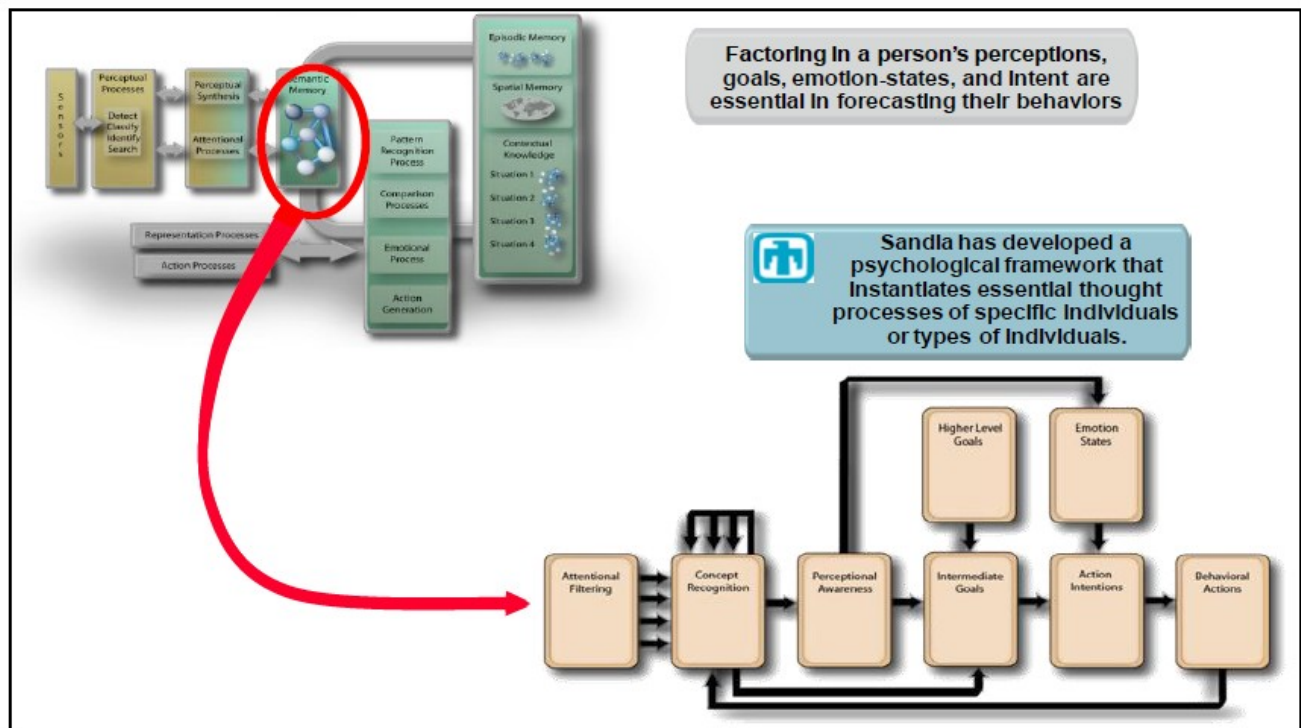 Sensors
Perceptual
Processes
Detect
Classify
Identify
Search
Perceptual
Synthesis
Attentional
Processes
Semantic
Memory
Representation Processes
Action Processes
Pattern
Recognition
Process
Comparison
Processes
Emotional
Process
Action
Generation
Episodic Memory
Spatial Memory
Contextual
Knowledge
Situation 1
Situation 2
Situation 3
Situation 4
Factoring in a person's perceptions,
goals, emotion-states, and intent are
essential in forecasting their behaviors
Sandia has developed a
psychological framework that
instantiates essential thought
processes of specific individuals
or types of individuals.
Higher Level
Goals
Emotion
States
Attentional
Filtering
Concept
Recognition
Perceptional
Awareness
Intermediate
Goals
Action
Intentions
Behavioral
Actions